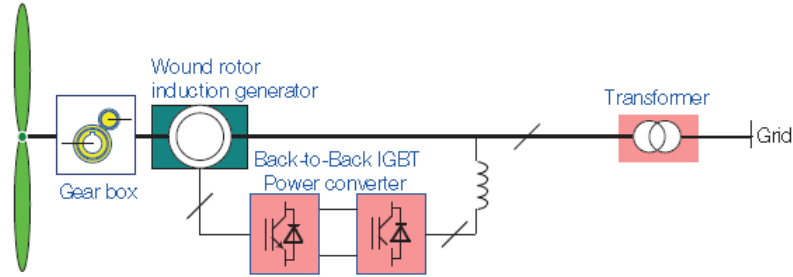 Wound rotor
induction generator
Transformer
Grid
Back-to-Back IGBT
Power converter
Gear box